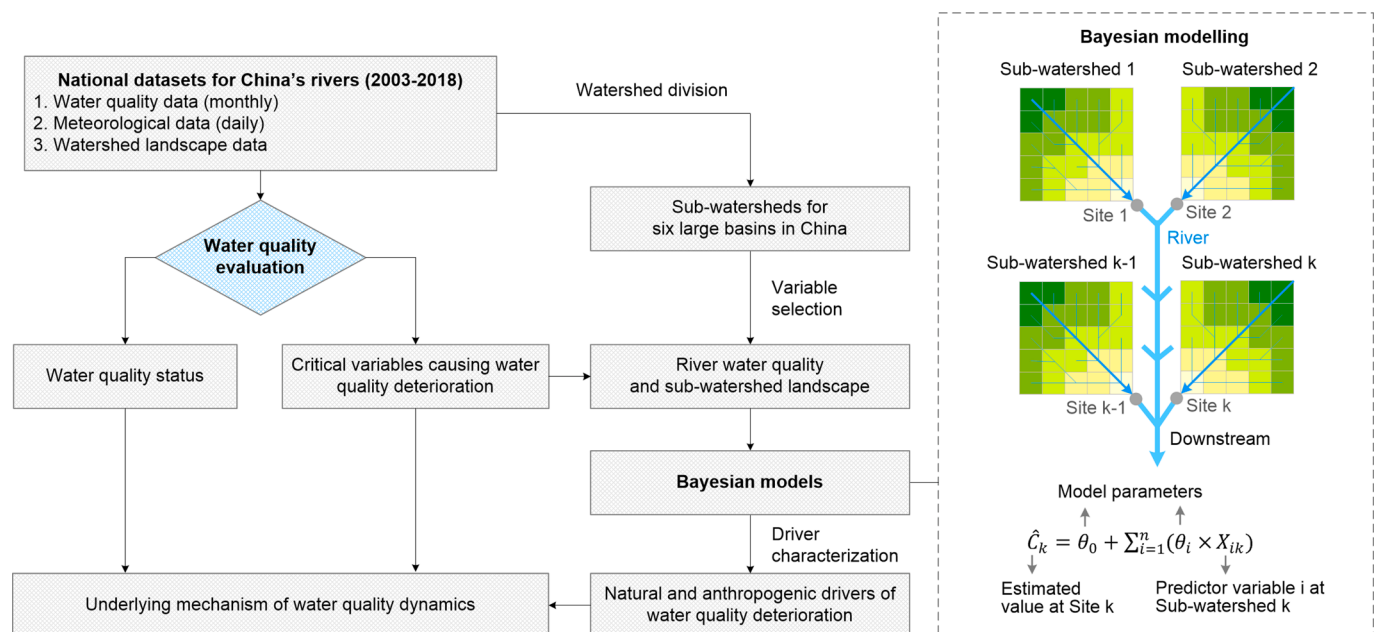 National datasets for China's rivers (2003-2018)
1. Water quality data (monthly)
2. Meteorological data (daily)
3. Watershed landscape data
Watershed division
Water quality
evaluation
Sub-watersheds for
six large basins in China
Variable
selection
Water quality status
Critical variables causing water
quality deterioration
River water quality
and sub-watershed landscape
Bayesian models
Driver
characterization
Underlying mechanism of water quality dynamics
Natural and anthropogenic drivers of
water quality deterioration
Bayesian modelling
Sub-watershed 1
Sub-watershed 2
Site 1
Site 2
River
Sub-watershed k-1
Sub-watershed k
Site k-1
Site k
Downstream
Model parameters
Ĉ_k = θ_0 + ∑_{i=1}^{n}(θ_i × X_{ik})
Estimated
value at Site k
Predictor variable i at
Sub-watershed k